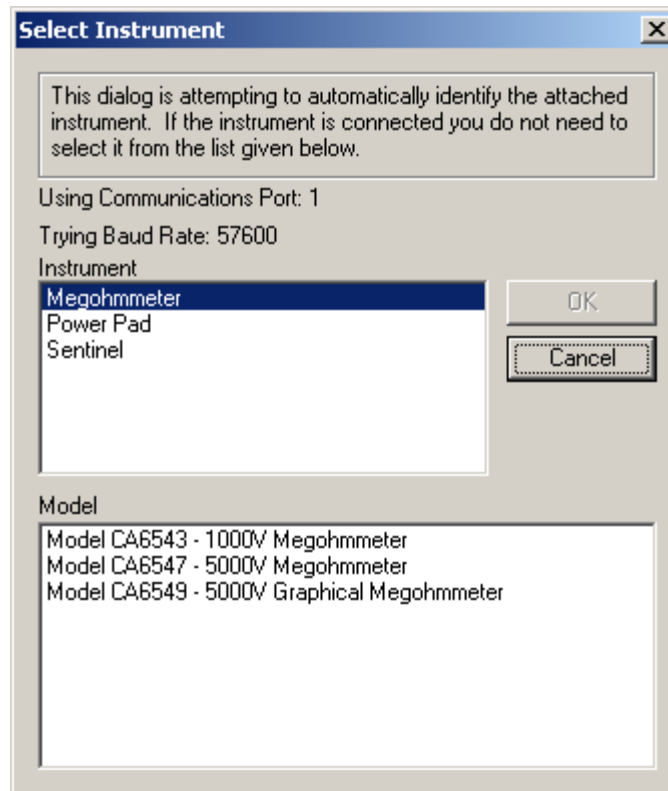 Select Instrument
This dialog is attempting to automatically identify the attached
instrument. If the instrument is connected you do not need to
select it from the list given below.
Using Communications Port: 1
Trying Baud Rate: 57600
Instrument
Megohmmeter
Power Pad
Sentinel
OK
Cancel
Model
Model CA6543 - 1000V Megohmmeter
Model CA6547 - 5000V Megohmmeter
Model CA6549 - 5000V Graphical Megohmmeter